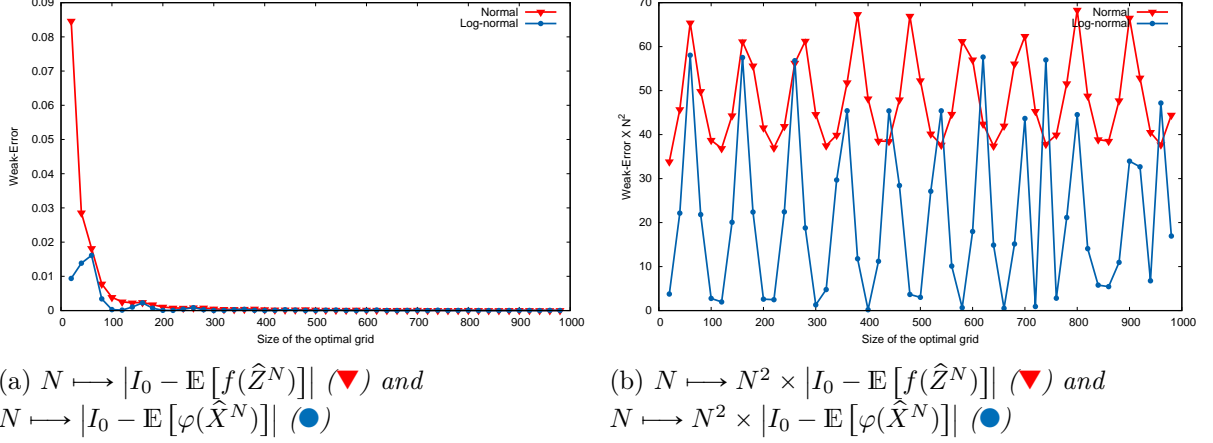 0.09
0.08
0.07
0.06
0.05
0.04
0.03
0.02
0.01
0
Weak-Error
0 100 200 300 400 500 600 700 800 900 1000
Size of the optimal grid
Normal
Log-normal
70
60
50
40
30
20
10
0
Weak-Error X N²
0 100 200 300 400 500 600 700 800 900 1000
Size of the optimal grid
Normal
Log-normal
(a) N ⟼ |I₀ − 𝔼[f(Ẑᴺ)]| (▼) and
N ⟼ |I₀ − 𝔼[φ(X̂ᴺ)]| (●)
(b) N ⟼ N² × |I₀ − 𝔼[f(Ẑᴺ)]| (▼) and
N ⟼ N² × |I₀ − 𝔼[φ(X̂ᴺ)]| (●)